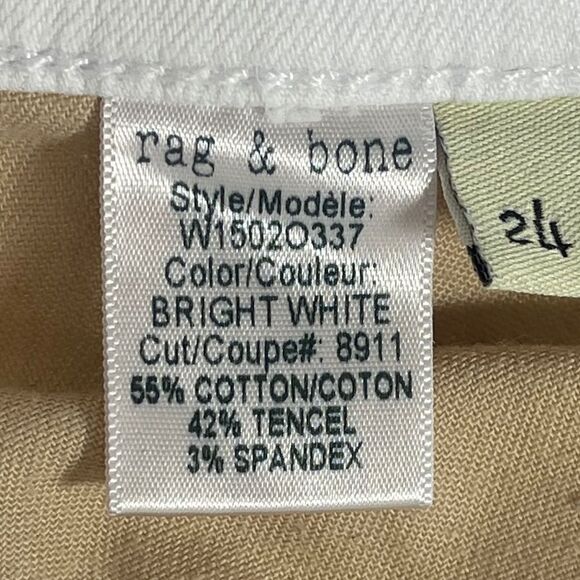 rag & bone
Style/Modèle:
W1502O337
Color/Couleur:
BRIGHT WHITE
Cut/Coupe#: 8911
55% COTTON/COTON
42% TENCEL
3% SPANDEX
24